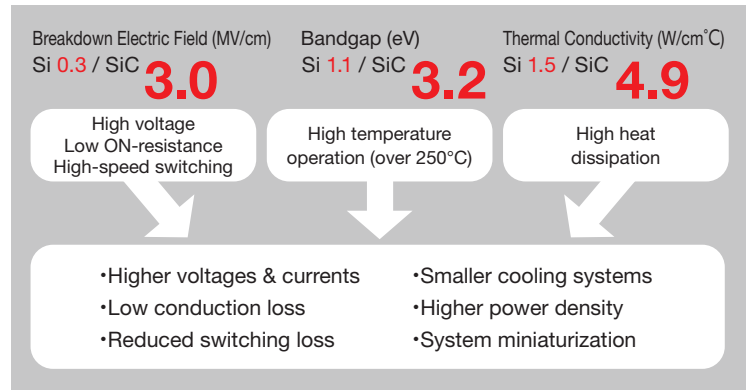 Breakdown Electric Field (MV/cm)
Si 0.3 / SiC 3.0
High voltage
Low ON-resistance
High-speed switching
Bandgap (eV)
Si 1.1 / SiC 3.2
High temperature
operation (over 250°C)
Thermal Conductivity (W/cm˚C)
Si 1.5 / SiC 4.9
High heat
dissipation
・Higher voltages & currents
・Low conduction loss
・Reduced switching loss
・Smaller cooling systems
・Higher power density
・System miniaturization